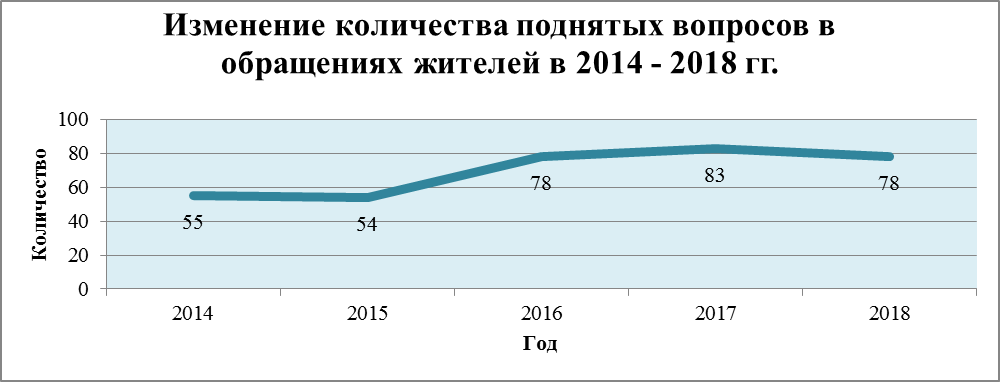 Изменение количества поднятых вопросов в
обращениях жителей в 2014 - 2018 гг.
Количество
100
80
60
40
20
0
55
54
78
83
78
2014 2015 2016 2017 2018
Год